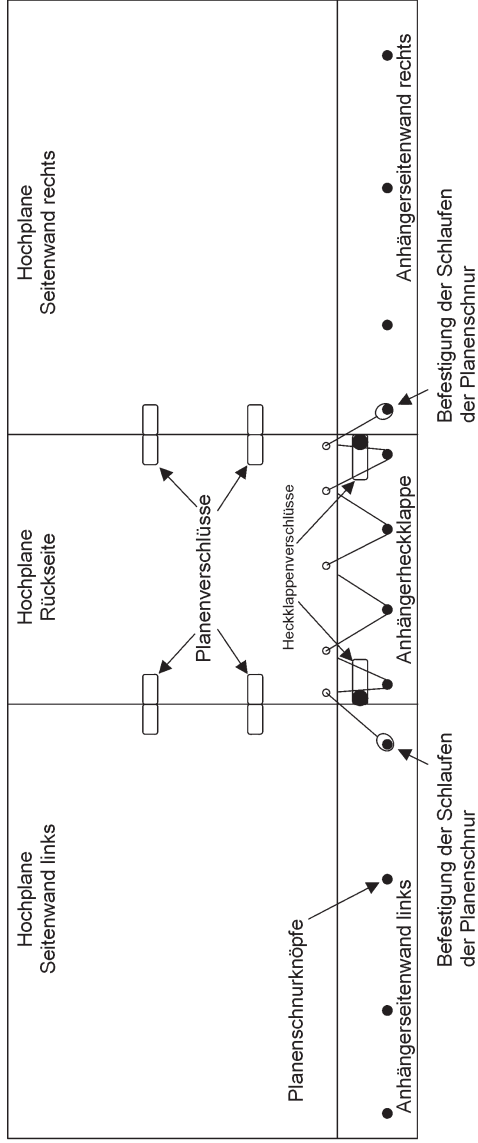 Hochplane
Seitenwand links
Hochplane
Rückseite
Hochplane
Seitenwand rechts
Planenverschlüsse
Heckklappenverschlüsse
Planenschnurknöpfe
Anhängerseitenwand links
Anhängerheckklappe
Anhängerseitenwand rechts
Befestigung der Schlaufen
der Planenschnur
Befestigung der Schlaufen
der Planenschnur